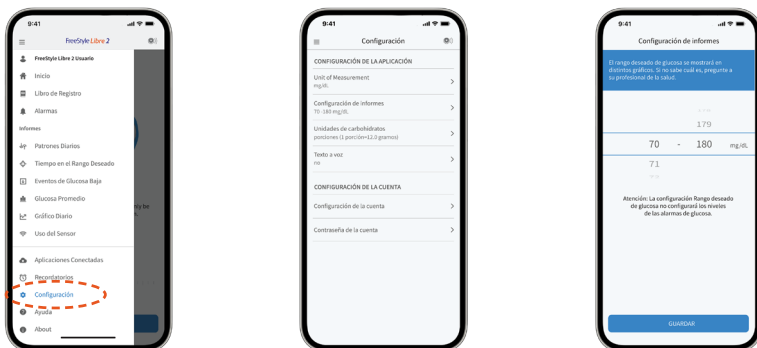 9:41
FreeStyle Libre 2
FreeStyle Libre 2 Usuario
Inicio
Libro de Registro
Alarmas
Informes
Patrones Diarios
Tiempo en el Rango Deseado
Eventos de Glucosa Baja
Glucosa Promedio
Gráfico Diario
Uso del Sensor
Aplicaciones Conectadas
Recordatorios
Configuración
Ayuda
About
9:41
Configuración
CONFIGURACIÓN DE LA APLICACIÓN
Unit of Measurement
mg/dL
Configuración de informes
70-180 mg/dL
Unidades de carbohidratos
porciones (1 porción=12.0 gramos)
Texto a voz
no
CONFIGURACIÓN DE LA CUENTA
Configuración de la cuenta
Contraseña de la cuenta
9:41
Configuración de informes
El rango deseado de glucosa se mostrará en
distintos gráficos. Si no sabe cuál es, pregunte a
su profesional de la salud.
179
70 - 180 mg/dL
71
Atención: La configuración Rango deseado
de glucosa no configurará los niveles
de las alarmas de glucosa.
GUARDAR